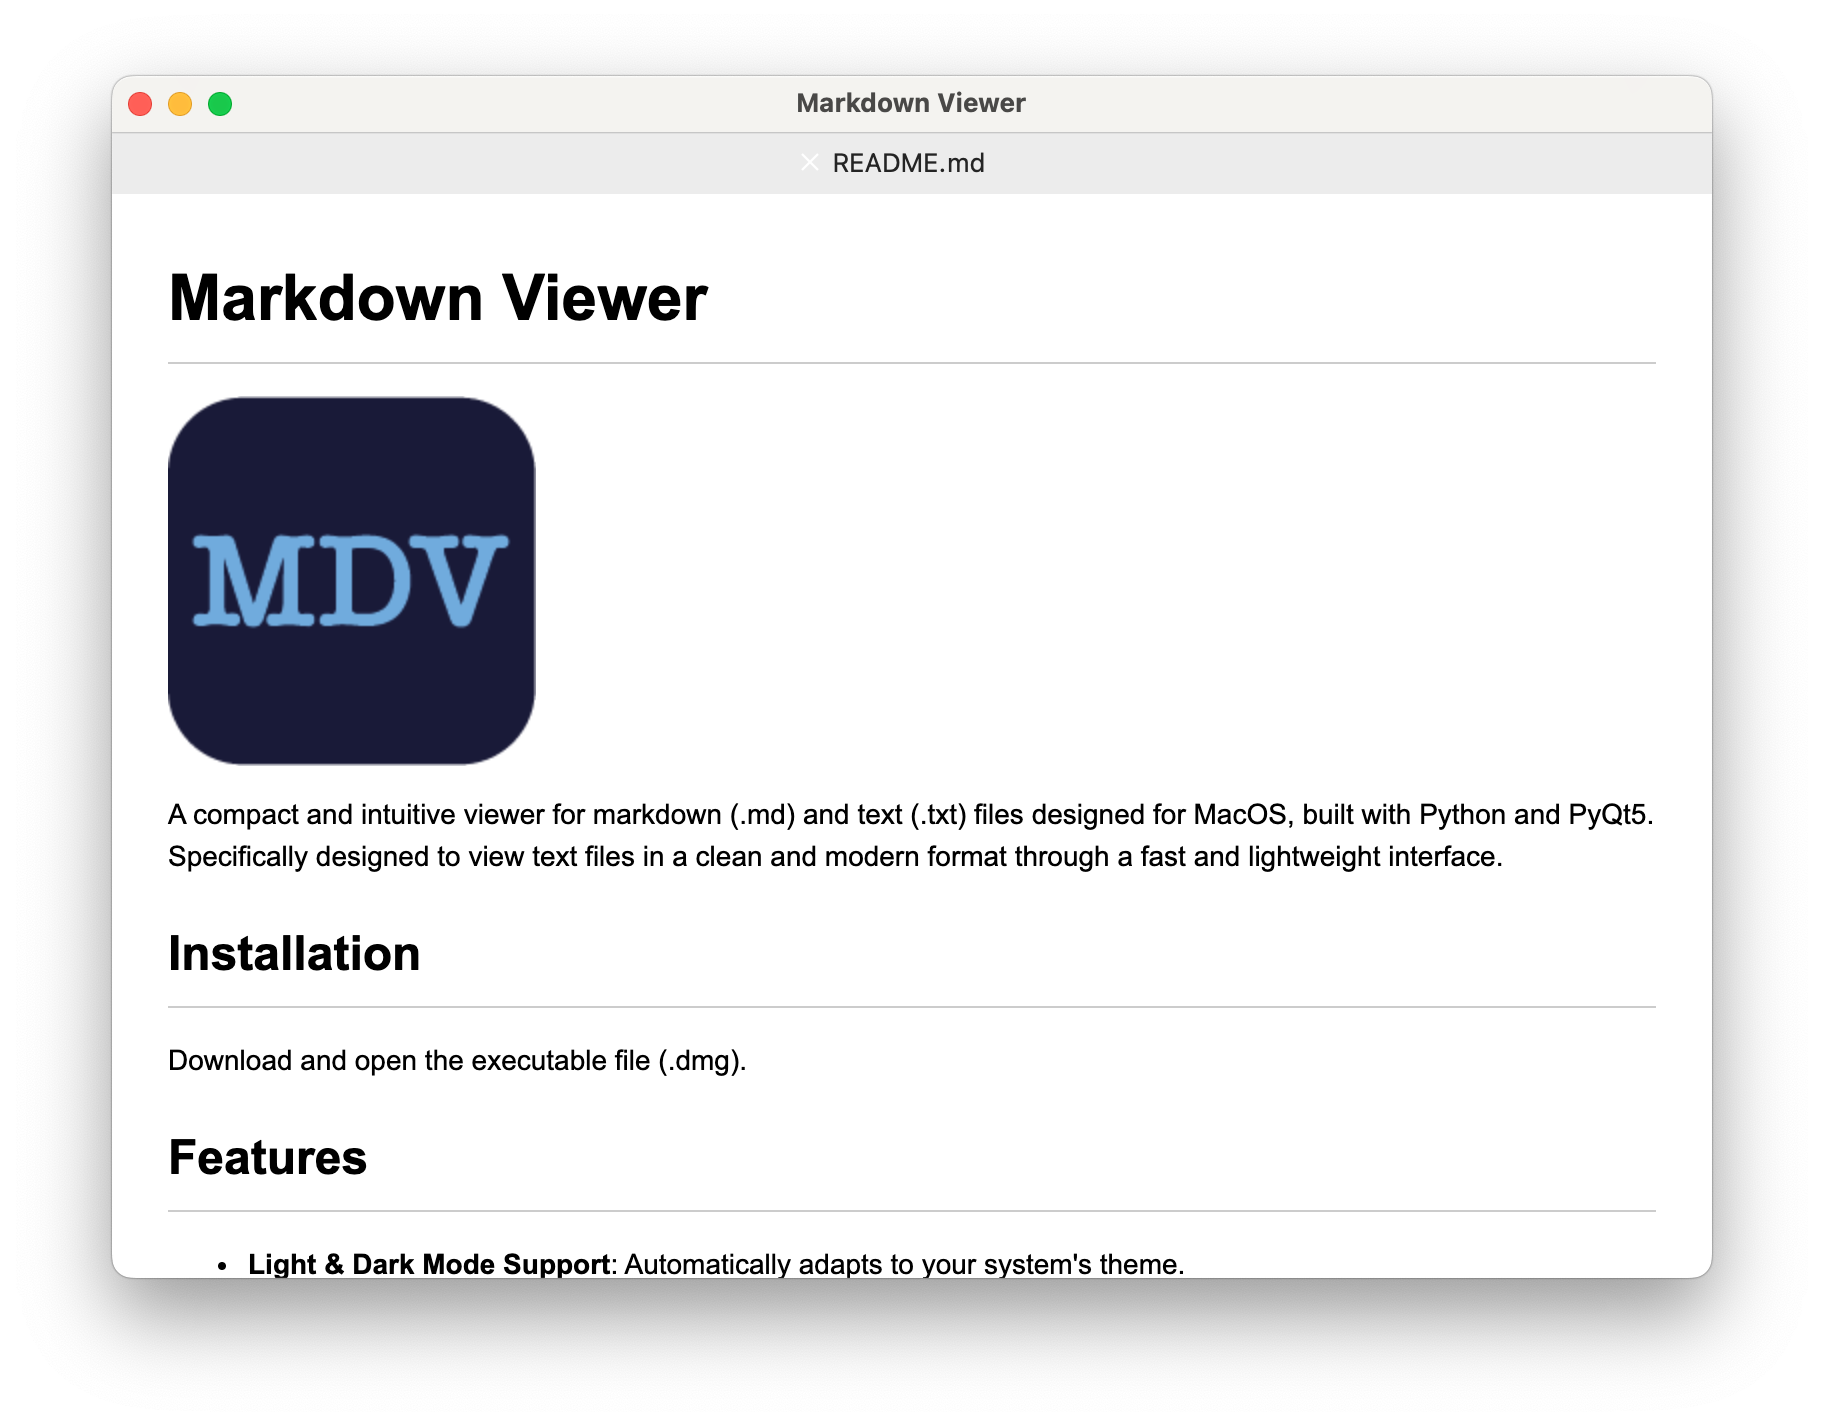 Markdown Viewer
README.md
Markdown Viewer
MDV
A compact and intuitive viewer for markdown (.md) and text (.txt) files designed for MacOS, built with Python and PyQt5.
Specifically designed to view text files in a clean and modern format through a fast and lightweight interface.
Installation
Download and open the executable file (.dmg).
Features
• Light & Dark Mode Support: Automatically adapts to your system's theme.